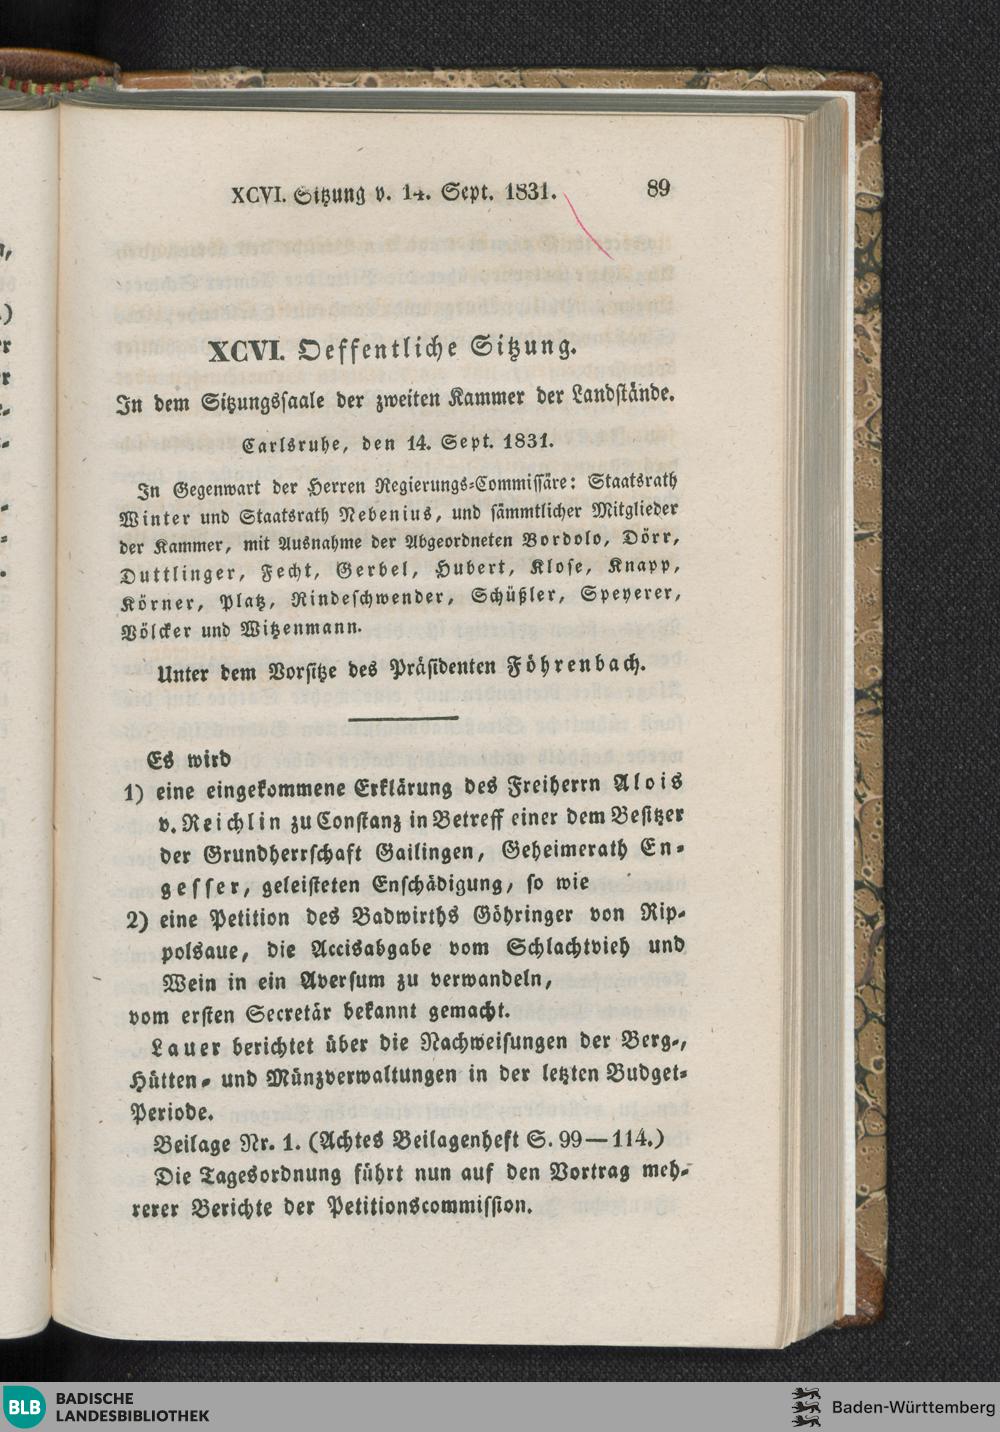 XCVI. Sitzung v. 14. Sept. 1831. 89
XCVI. Oeffentliche Sitzung.
In dem Sitzungssaale der zweiten Kammer der Landstände.
Carlsruhe, den 14. Sept. 1831.
In Gegenwart der Herren Regierungs-Commissäre: Staatsrath
Winter und Staatsrath Nebenius, und sämmtlicher Mitglieder
der Kammer, mit Ausnahme der Abgeordneten Bordolo, Dörr,
Duttlinger, Fecht, Gerbel, Hubert, Klose, Knapp,
Körner, Platz, Rindeschwender, Schüßler, Speyerer,
Völcker und Witzenmann.
Unter dem Vorsitze des Präsidenten Föhrenbach.
Es wird
1) eine eingekommene Erklärung des Freiherrn Alois
v. Reichlin zu Constanz in Betreff einer dem Besitzer
der Grundherrschaft Gailingen, Geheimerath En-
gesser, geleisteten Enschädigung, so wie
2) eine Petition des Badwirths Göhringer von Rip-
polsaue, die Accisabgabe vom Schlachtvieh und
Wein in ein Aversum zu verwandeln,
vom ersten Secretär bekannt gemacht.
Lauer berichtet über die Nachweisungen der Berg-,
Hütten- und Münzverwaltungen in der letzten Budget-
Periode.
Beilage Nr. 1. (Achtes Beilagenheft S. 99—114.)
Die Tagesordnung führt nun auf den Vortrag meh-
rerer Berichte der Petitionscommission.
BLB BADISCHE
LANDESBIBLIOTHEK
Baden-Württemberg